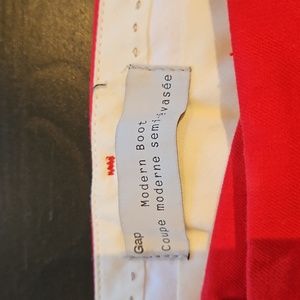 Gap
Modern Boot
Coupe moderne semi-évasée